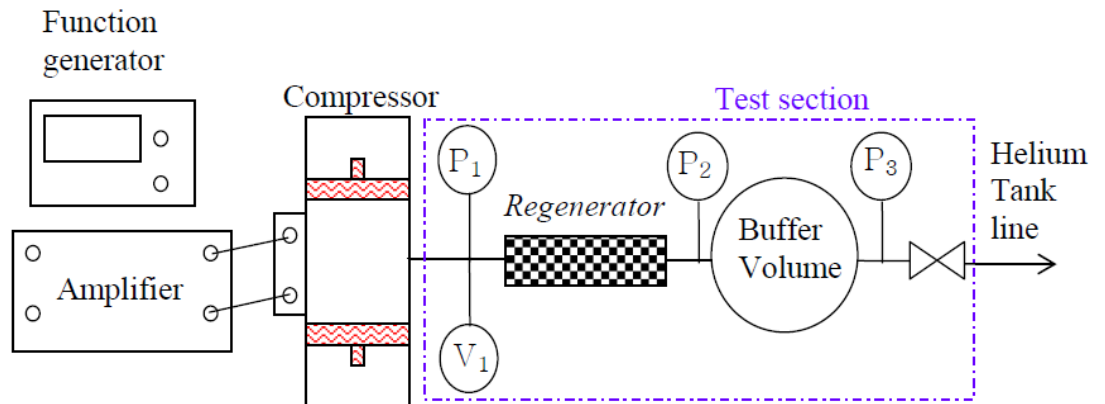 Function
generator
Compressor
Test section
P1
P2
P3
Helium
Tank
line
Regenerator
Buffer
Volume
Amplifier
V1